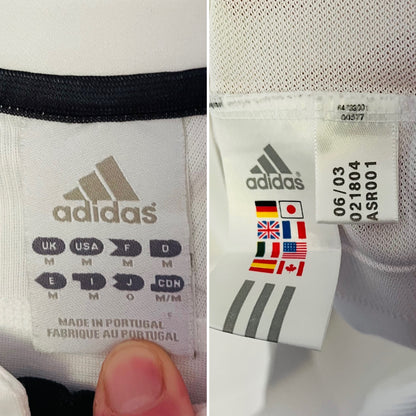 adidas
UK USA F D
M M M M
E I J CDN
M M O M/M
MADE IN PORTUGAL
FABRIQUE AU PORTUGAL
adidas
06/03
021804
ASR001